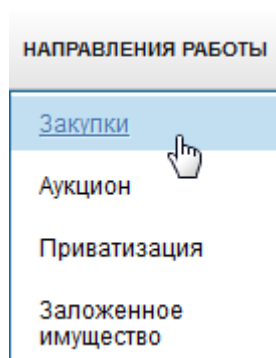 НАПРАВЛЕНИЯ РАБОТЫ
Закупки
Аукцион
Приватизация
Заложенное
имущество